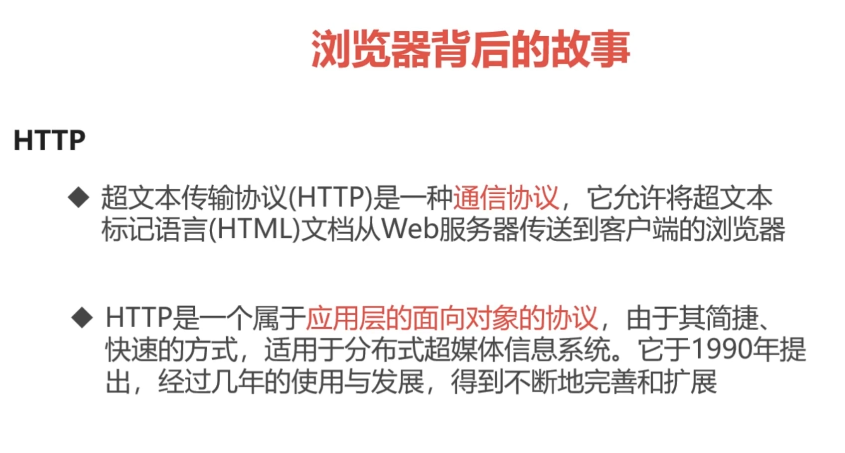 浏览器背后的故事
HTTP
◆ 超文本传输协议(HTTP)是一种通信协议，它允许将超文本
标记语言(HTML)文档从Web服务器传送到客户端的浏览器
◆ HTTP是一个属于应用层的面向对象的协议，由于其简捷、
快速的方式，适用于分布式超媒体信息系统。它于1990年提
出，经过几年的使用与发展，得到不断地完善和扩展